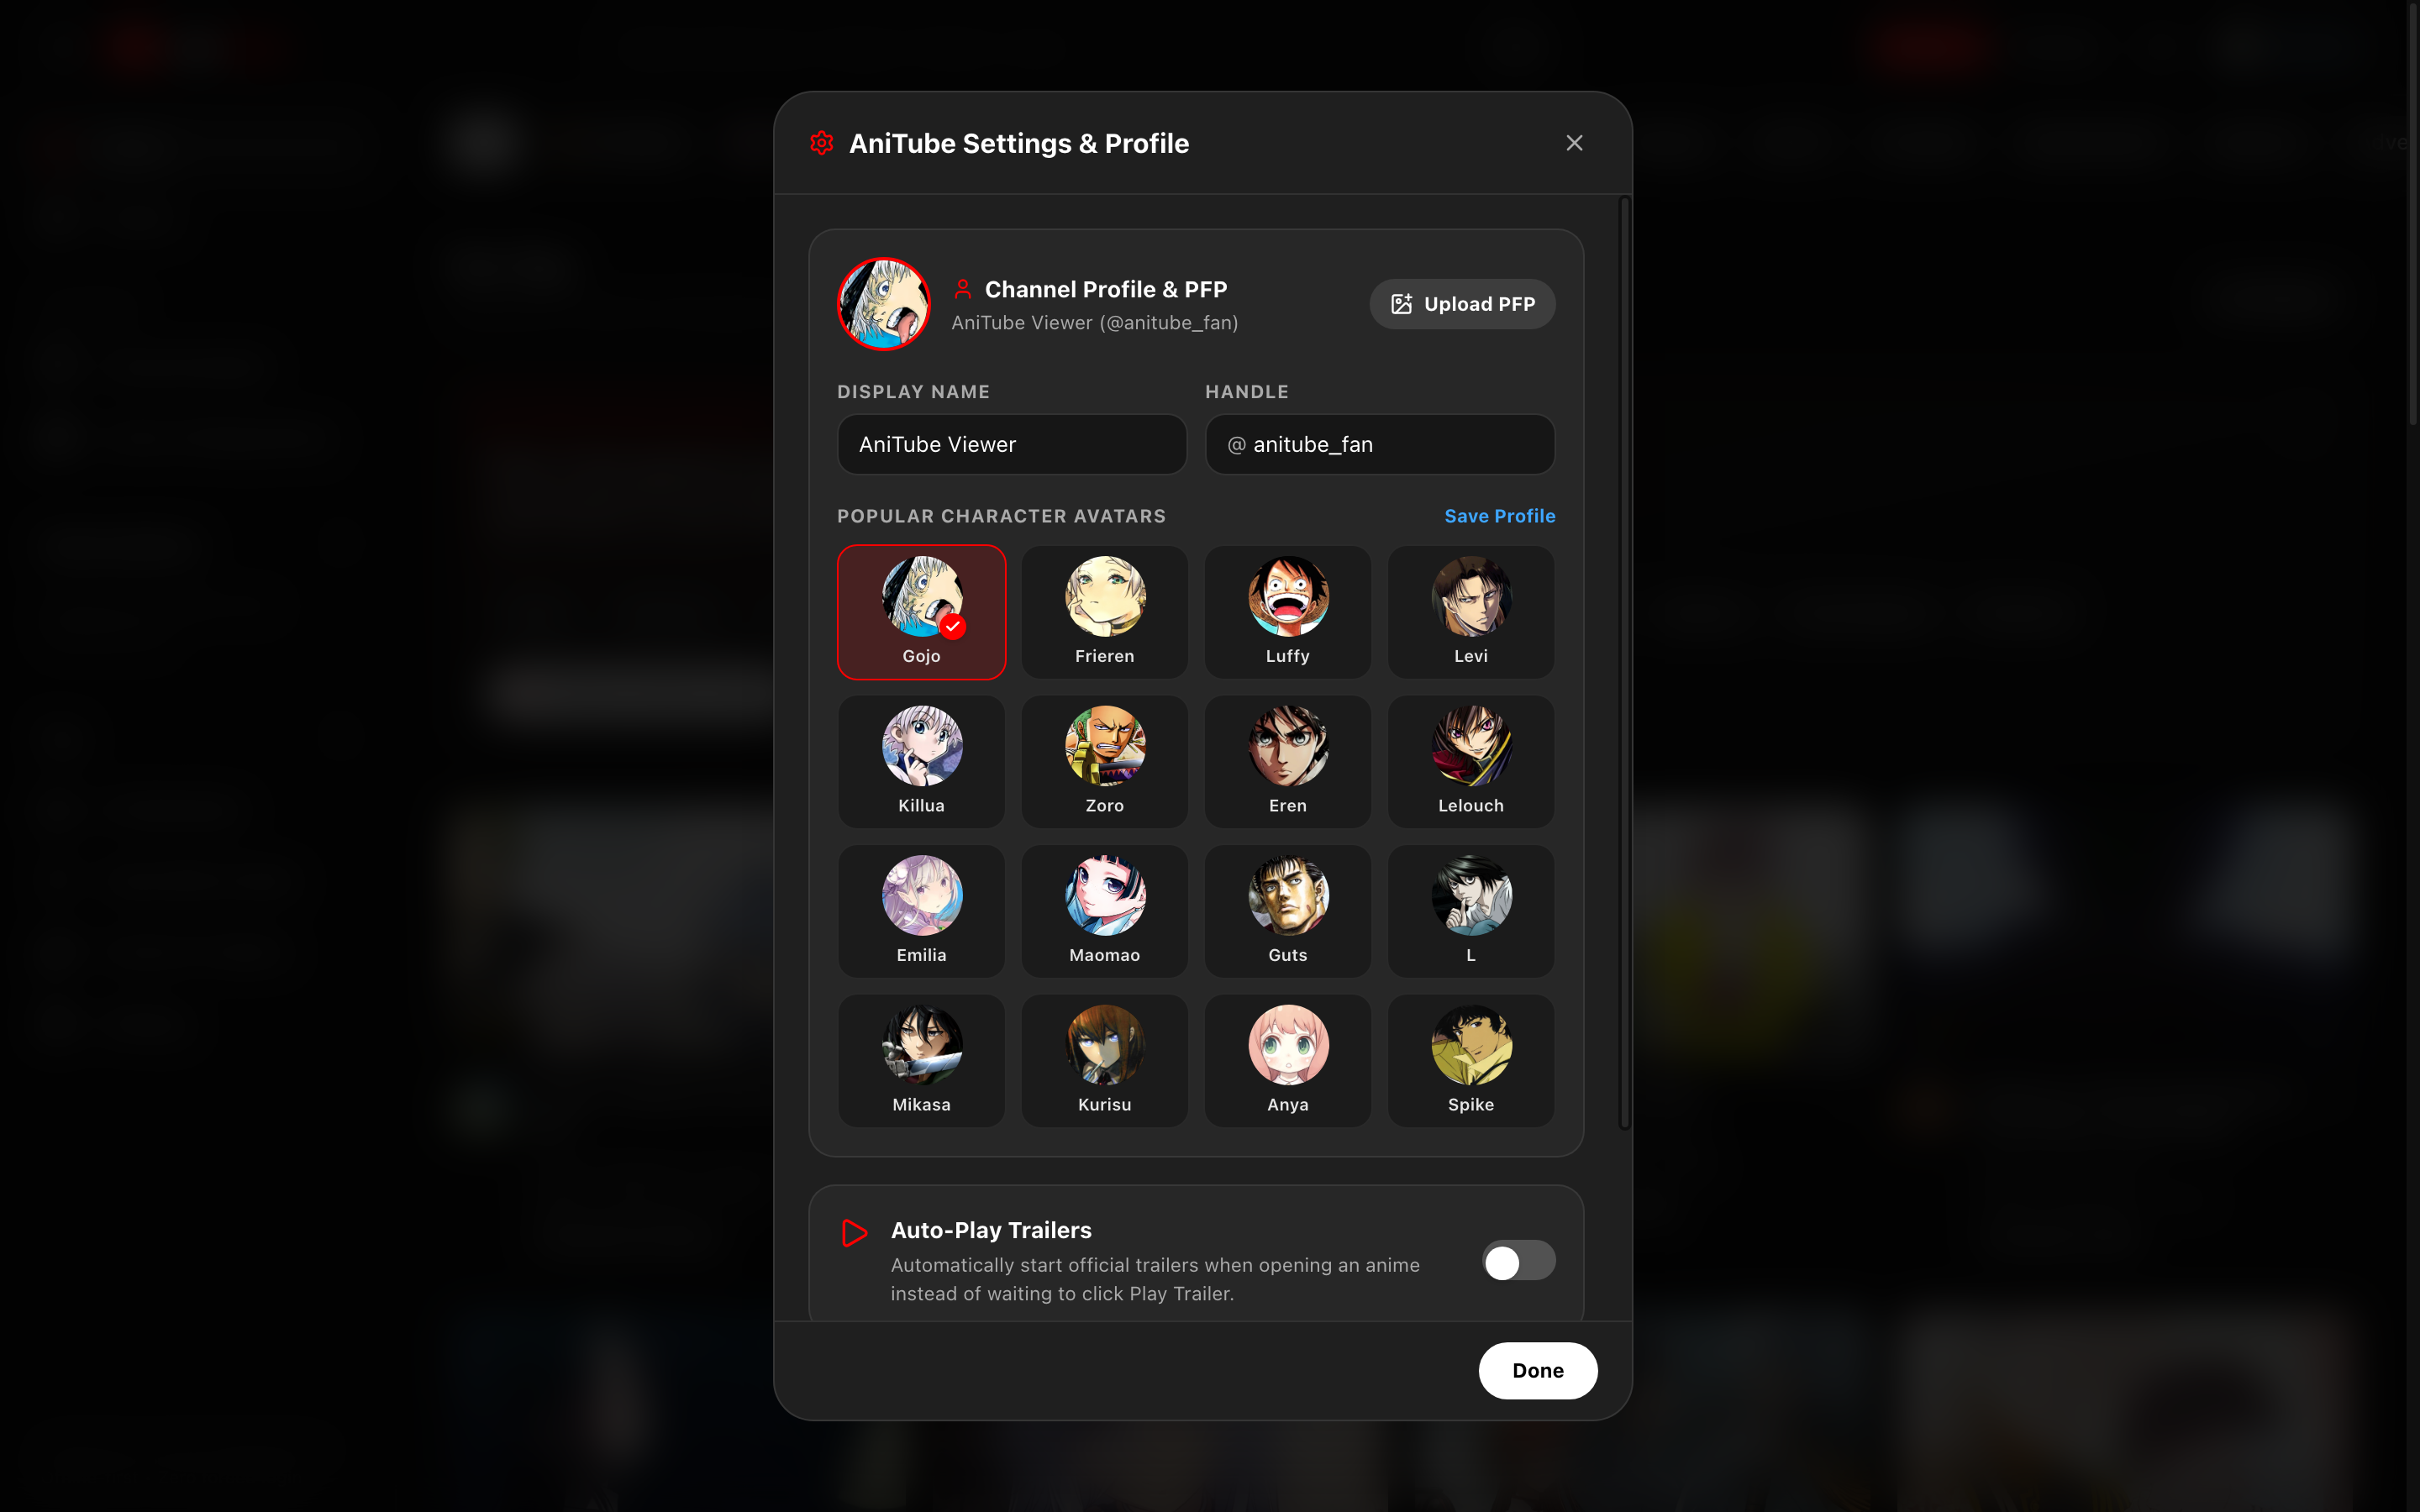 AniTube Settings & Profile
Channel Profile & PFP
AniTube Viewer (@anitube_fan)
Upload PFP
DISPLAY NAME
HANDLE
AniTube Viewer
@ anitube_fan
POPULAR CHARACTER AVATARS
Save Profile
Gojo
Frieren
Luffy
Levi
Killua
Zoro
Eren
Lelouch
Emilia
Maomao
Guts
L
Mikasa
Kurisu
Anya
Spike
Auto-Play Trailers
Automatically start official trailers when opening an anime
instead of waiting to click Play Trailer.
Done